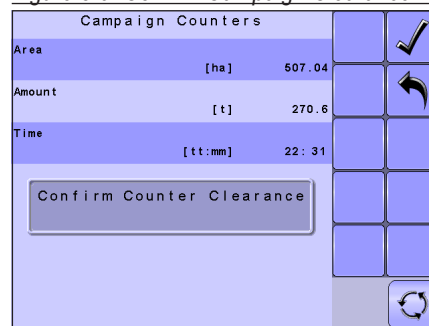 Campaign Counters
Area
[ha] 507.04
Amount
[t] 270.6
Time
[tt:mm] 22:31
Confirm Counter Clearance